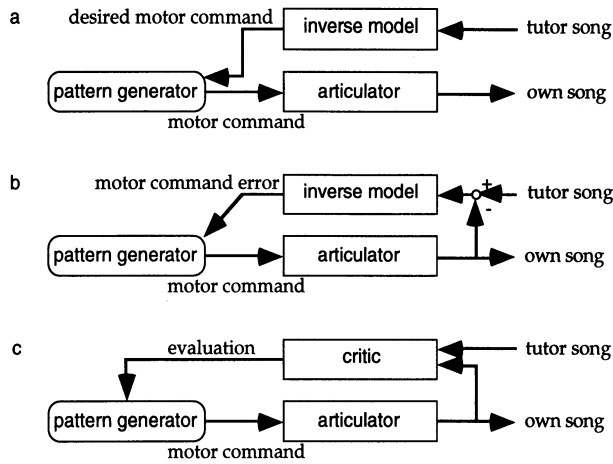 a
desired motor command
inverse model
tutor song
pattern generator
articulator
own song
motor command
b
motor command error
inverse model
+
tutor song
-
pattern generator
articulator
own song
motor command
c
evaluation
critic
tutor song
pattern generator
articulator
own song
motor command